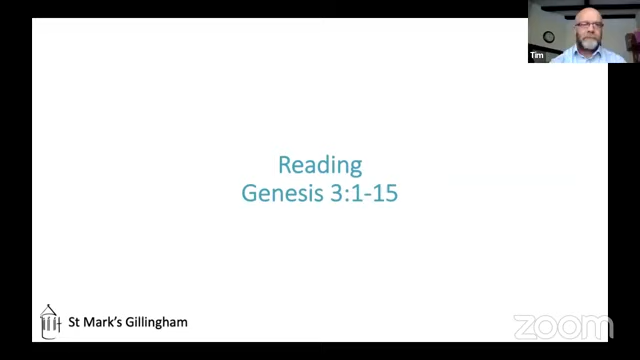 Tim
Reading
Genesis 3:1-15
St Mark's Gillingham
zoom